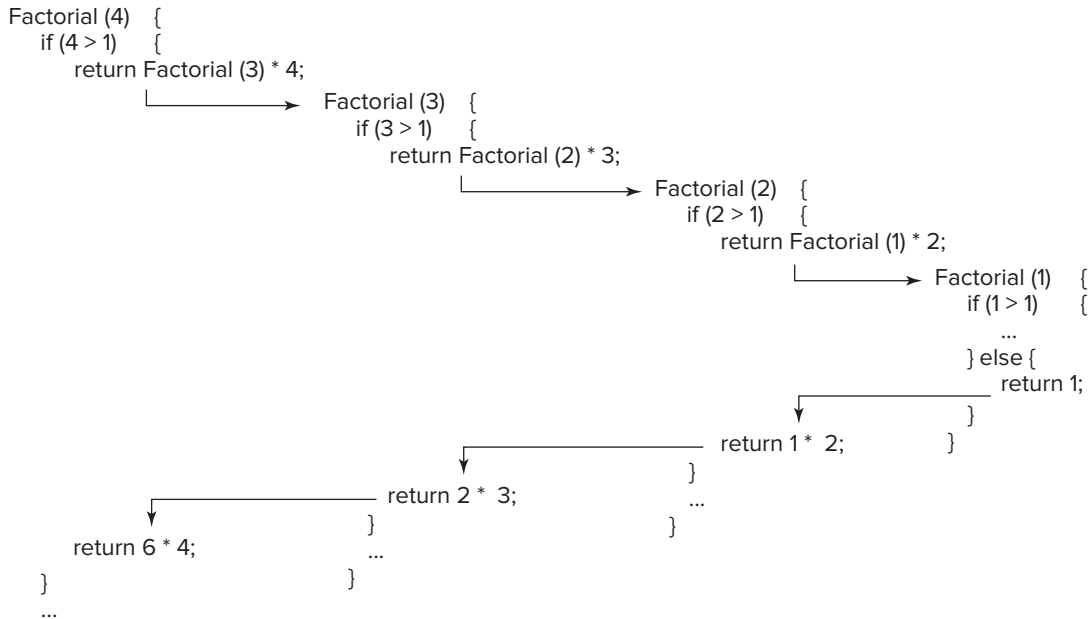 Factorial (4) {
if (4 > 1) {
return Factorial (3) * 4;
Factorial (3) {
if (3 > 1) {
return Factorial (2) * 3;
Factorial (2) {
if (2 > 1) {
return Factorial (1) * 2;
Factorial (1) {
if (1 > 1) {
...
} else {
return 1;
}
}
return 1 * 2;
}
...
}
return 2 * 3;
}
...
}
return 6 * 4;
}
...